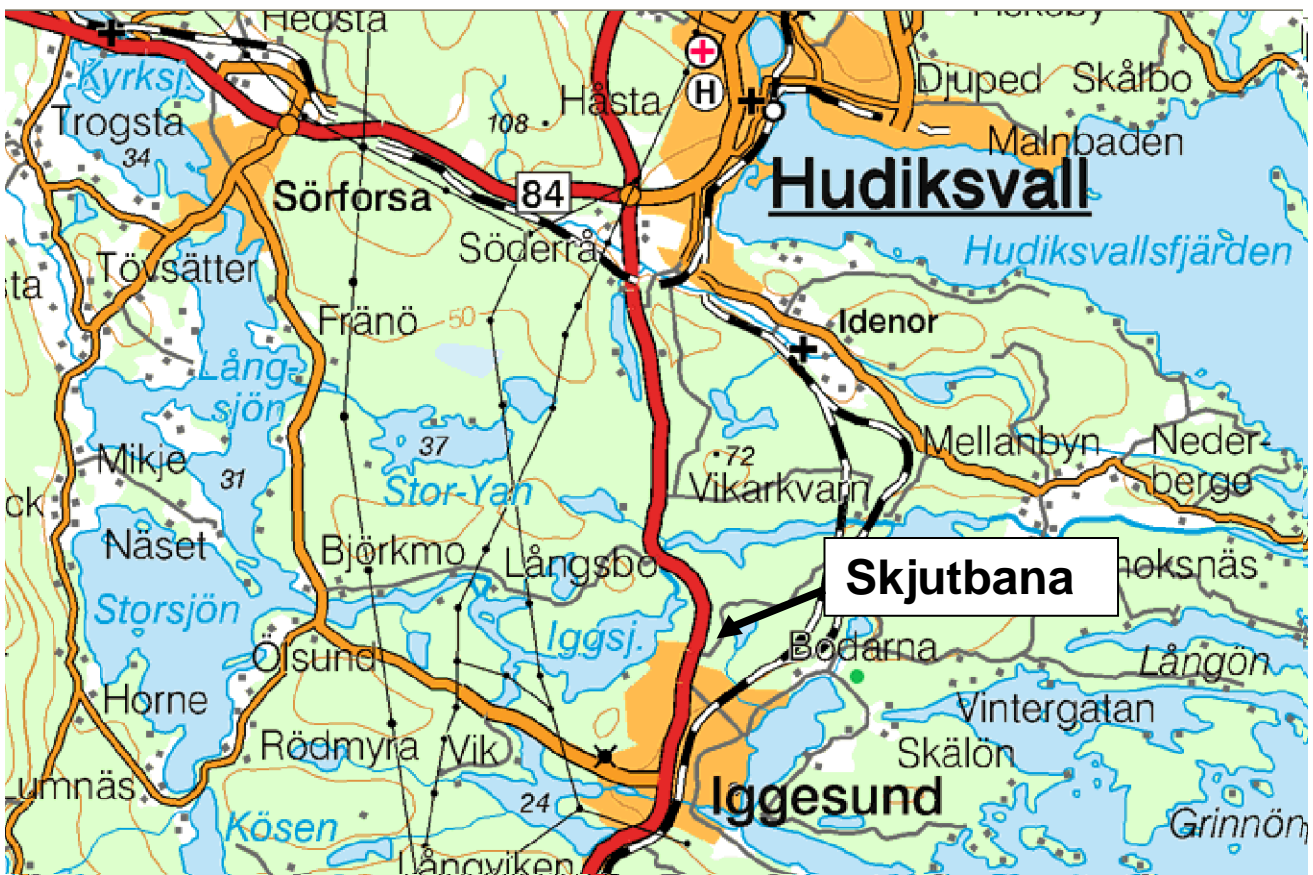 Hedsta
Kyrksj.
Trogsta
34
108
Håsta
H
Djuped
Skålbo
Malnbaden
Hudiksvall
Sörforsa
84
Söderrå
Hudiksvallsfjärden
Tövsätter
Fränö
50
Idenor
Lång-
sjön
37
Stor-Yan
72
Vikarkvarn
Mellanbyn
Neder-
berge
Mikje
31
Näset
Björkmo
Långsbo
Skjutbana
noksnäs
Storsjön
Iggsj.
Ölsund
Bodarna
Långön
Horne
Vintergatan
Rödmyra
Vik
Skälön
Iggesund
24
Kösen
Grinnön
Långviken